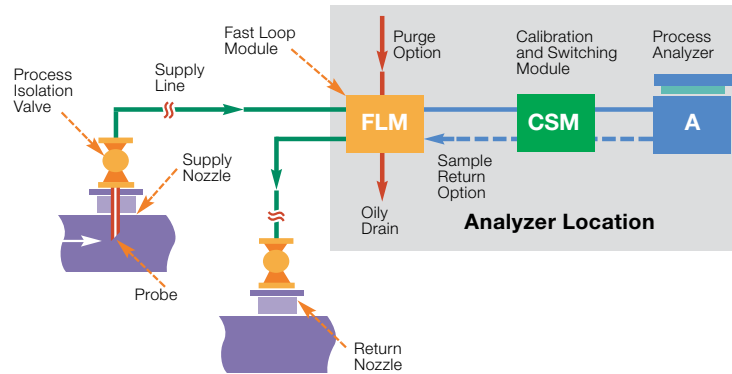 Fast Loop
Module
Purge
Option
Calibration
and Switching
Module
Process
Analyzer
Process
Isolation
Valve
Supply
Line
FLM
CSM
A
Supply
Nozzle
Sample
Return
Option
Oily
Drain
Analyzer Location
Probe
Return
Nozzle